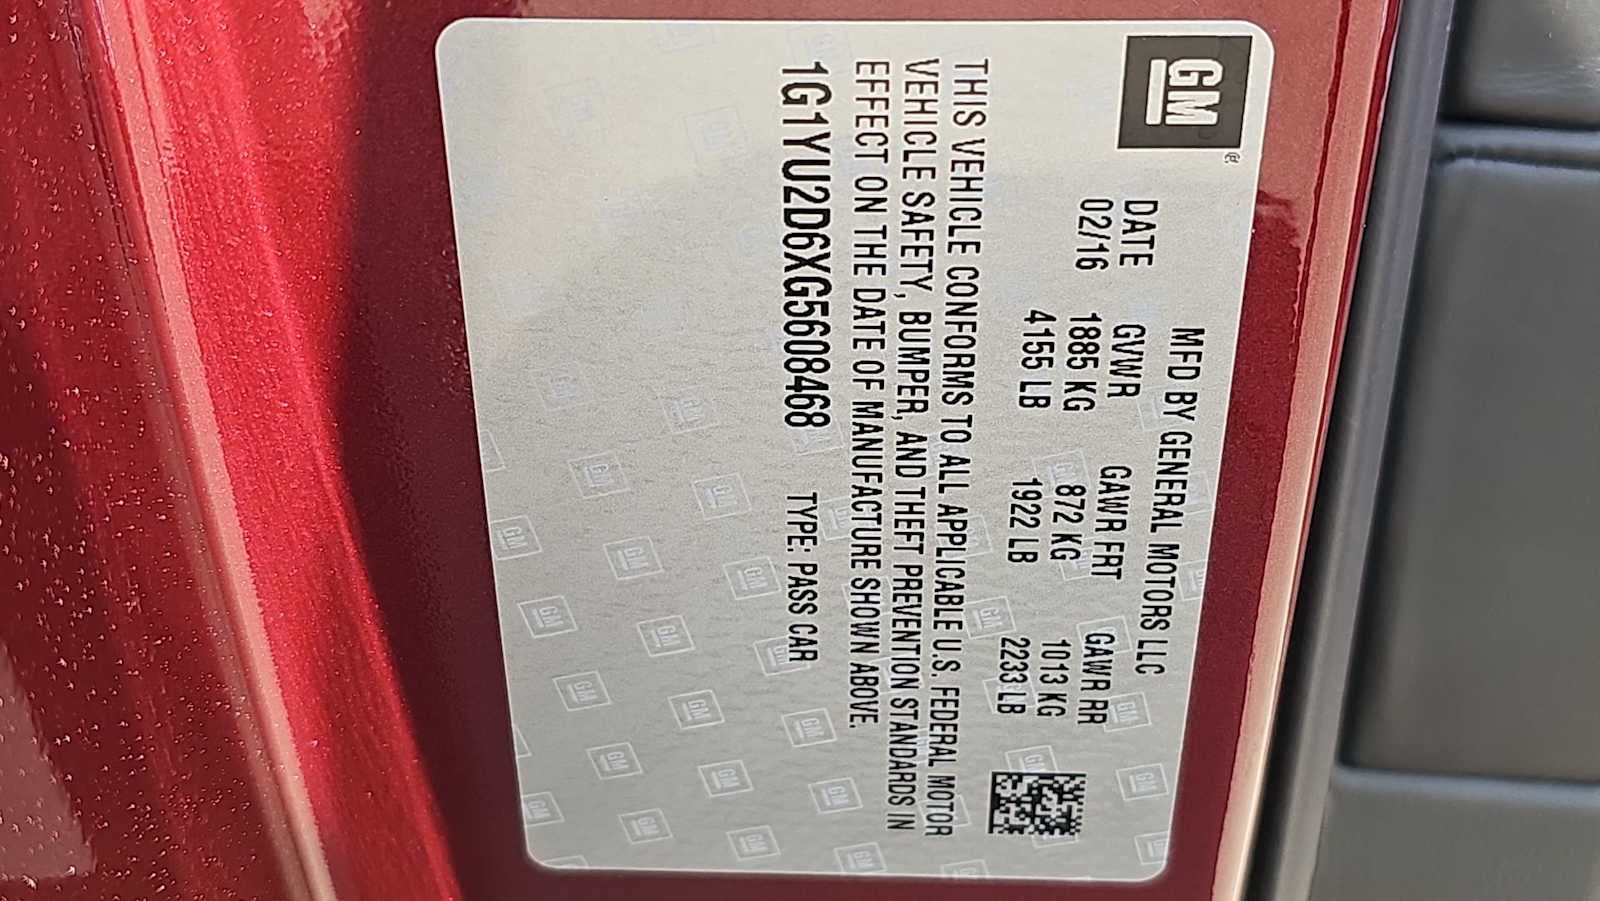 GM®
MFD BY GENERAL MOTORS LLC
DATE GVWR GAWR FRT GAWR RR
02/16 1885 KG 872 KG 1013 KG
4155 LB 1922 LB 2233 LB
THIS VEHICLE CONFORMS TO ALL APPLICABLE U.S. FEDERAL MOTOR
VEHICLE SAFETY, BUMPER, AND THEFT PREVENTION STANDARDS IN
EFFECT ON THE DATE OF MANUFACTURE SHOWN ABOVE.
1G1YU2D6XG5608468 TYPE: PASS CAR